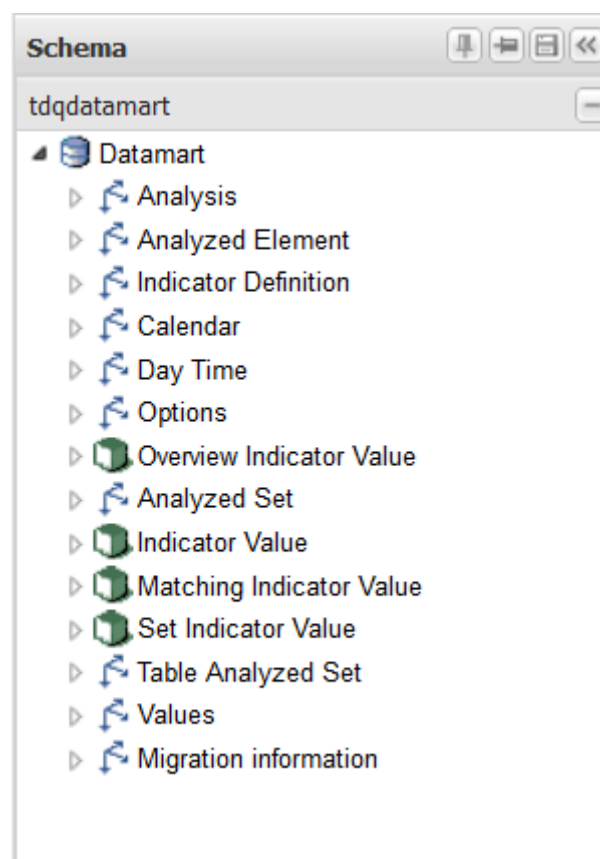 Schema
tdqdatamart
Datamart
Analysis
Analyzed Element
Indicator Definition
Calendar
Day Time
Options
Overview Indicator Value
Analyzed Set
Indicator Value
Matching Indicator Value
Set Indicator Value
Table Analyzed Set
Values
Migration information